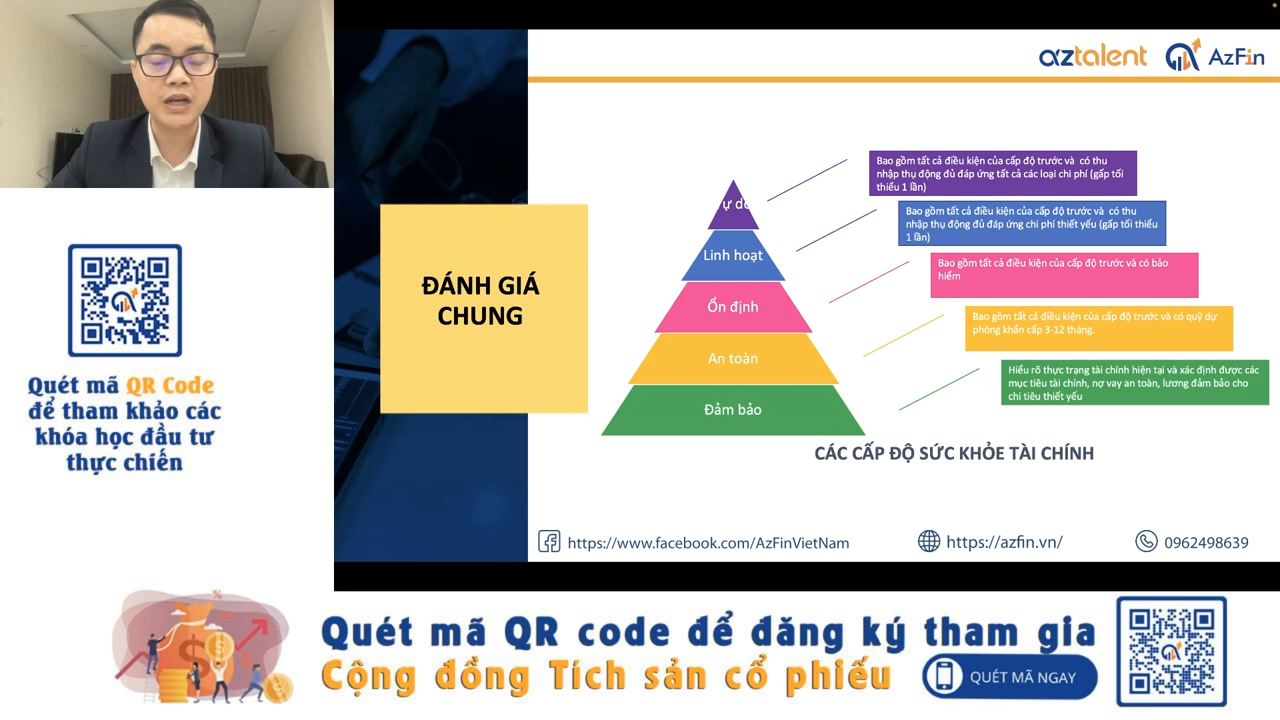 aztalent
AzFin
Bao gồm tất cả điều kiện của cấp độ trước và có thu
nhập thụ động đủ đáp ứng tất cả các loại chi phí (gấp tối
thiểu 1 lần)
Bao gồm tất cả điều kiện của cấp độ trước và có thu
nhập thụ động đủ đáp ứng chi phí thiết yếu (gấp tối thiểu
1 lần)
Linh hoạt
Bao gồm tất cả điều kiện của cấp độ trước và có bảo
hiểm
Ổn định
Bao gồm tất cả điều kiện của cấp độ trước và có quỹ dự
phòng khẩn cấp 3-12 tháng.
An toàn
Hiểu rõ thực trạng tài chính hiện tại và xác định được các
mục tiêu tài chính, nợ vay an toàn, lương đảm bảo cho
chi tiêu thiết yếu
Đảm bảo
ĐÁNH GIÁ
CHUNG
CÁC CẤP ĐỘ SỨC KHỎE TÀI CHÍNH
Quét mã QR Code
để tham khảo các
khóa học đầu tư
thực chiến
https://www.facebook.com/AzFinVietNam
https://azfin.vn/
0962498639
Quét mã QR code để đăng ký tham gia
Cộng đồng Tích sản cổ phiếu
QUÉT MÃ NGAY